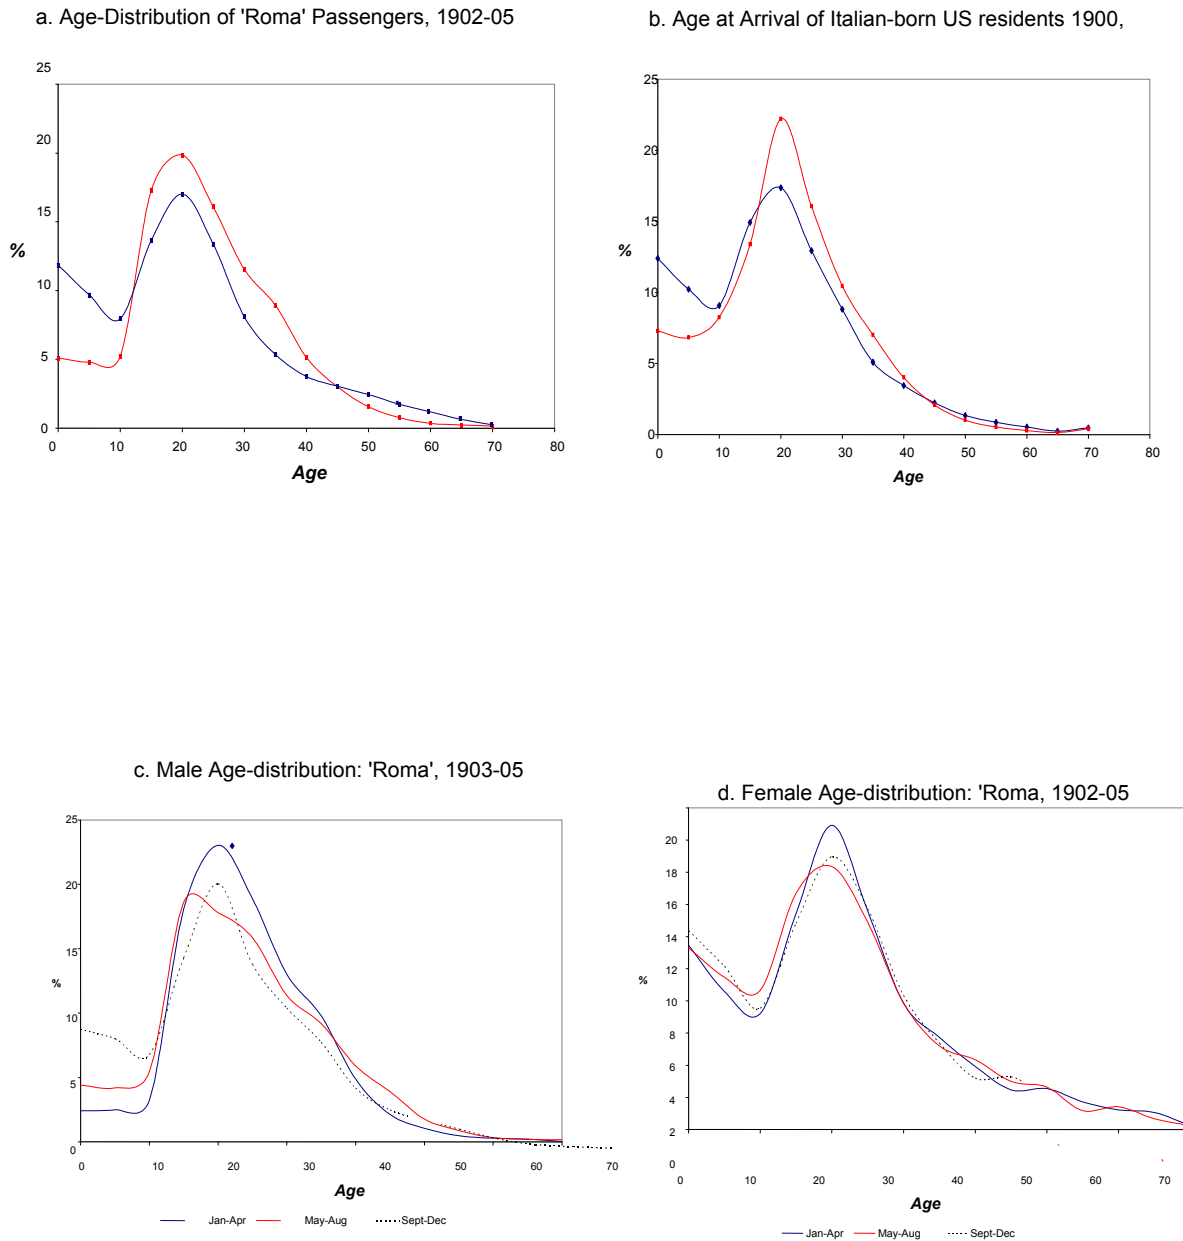 a. Age-Distribution of 'Roma' Passengers, 1902-05
25
20
15
%
10
5
0
0 10 20 30 40 50 60 70 80
Age
b. Age at Arrival of Italian-born US residents 1900,
25
20
15
%
10
5
0
0 10 20 30 40 50 60 70 80
Age
c. Male Age-distribution: 'Roma', 1903-05
25
20
15
%
10
5
0
0 10 20 30 40 50 60 70
Age
Jan-Apr May-Aug Sept-Dec
d. Female Age-distribution: 'Roma, 1902-05
20
18
16
14
12
%
10
8
6
4
2
0
0 10 20 30 40 50 60 70
Age
Jan-Apr May-Aug Sept-Dec